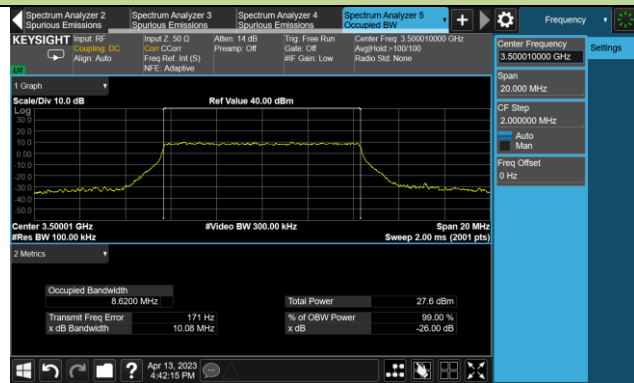 Spectrum Analyzer 2
Spurious Emissions
Spectrum Analyzer 3
Spurious Emissions
Spectrum Analyzer 4
Spurious Emissions
Spectrum Analyzer 5
Occupied BW
Frequency
KEYSIGHT
Input: RF
Coupling: DC
Align: Auto
Input Z: 50 Ω
Corr CCorr
Freq Ref: Int (S)
NFE: Adaptive
Atten: 14 dB
Preamp: Off
Trig: Free Run
Gate: Off
#IF Gain: Low
Center Freq: 3.500010000 GHz
Avg|Hold:>100/100
Radio Std: None
Center Frequency
3.500010000 GHz
Settings
Span
20.000 MHz
CF Step
2.000000 MHz
Auto
Man
Freq Offset
0 Hz
1 Graph
Scale/Div 10.0 dB
Ref Value 40.00 dBm
Log
30.0
20.0
10.0
0.00
-10.0
-20.0
-30.0
-40.0
-50.0
Center 3.50001 GHz
#Video BW 300.00 kHz
Span 20 MHz
#Res BW 100.00 kHz
Sweep 2.00 ms (2001 pts)
2 Metrics
Occupied Bandwidth
8.6200 MHz
Total Power
27.6 dBm
Transmit Freq Error
171 Hz
% of OBW Power
99.00 %
x dB Bandwidth
10.08 MHz
x dB
-26.00 dB
Apr 13, 2023
4:42:15 PM